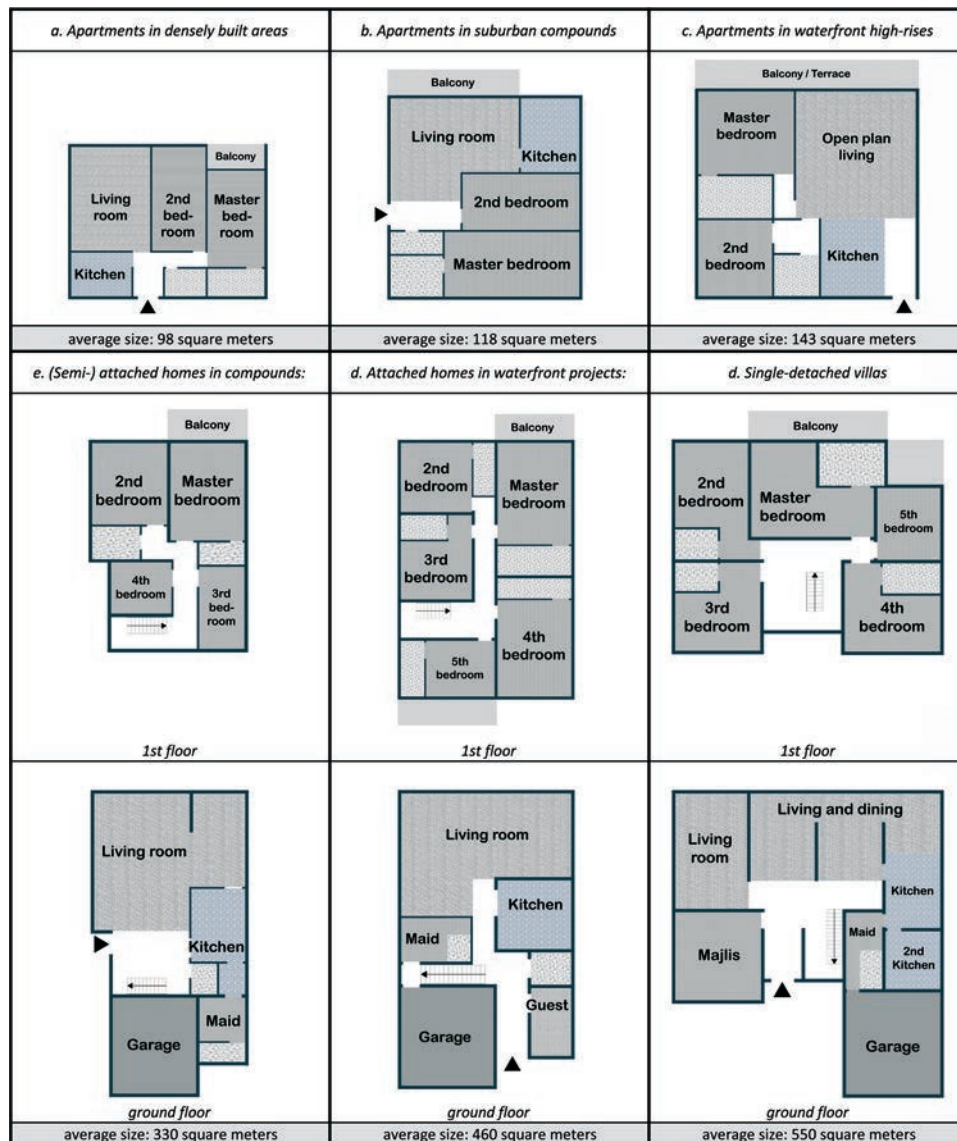 a. Apartments in densely built areas
b. Apartments in suburban compounds
c. Apartments in waterfront high-rises
Living room
2nd bed-room
Balcony
Master bed-room
Kitchen
average size: 98 square meters
Balcony
Living room
Kitchen
2nd bedroom
Master bedroom
average size: 118 square meters
Balcony / Terrace
Master bedroom
Open plan living
2nd bedroom
Kitchen
average size: 143 square meters
e. (Semi-) attached homes in compounds:
d. Attached homes in waterfront projects:
d. Single-detached villas
Balcony
2nd bedroom
Master bedroom
4th bedroom
3rd bed-room
1st floor
Balcony
2nd bedroom
Master bedroom
3rd bedroom
4th bedroom
5th bedroom
1st floor
Balcony
2nd bedroom
Master bedroom
5th bedroom
3rd bedroom
4th bedroom
1st floor
Living room
Kitchen
Maid
Garage
ground floor
average size: 330 square meters
Living room
Kitchen
Maid
Guest
Garage
ground floor
average size: 460 square meters
Living and dining
Living room
Kitchen
Maid
2nd Kitchen
Majlis
Garage
ground floor
average size: 550 square meters